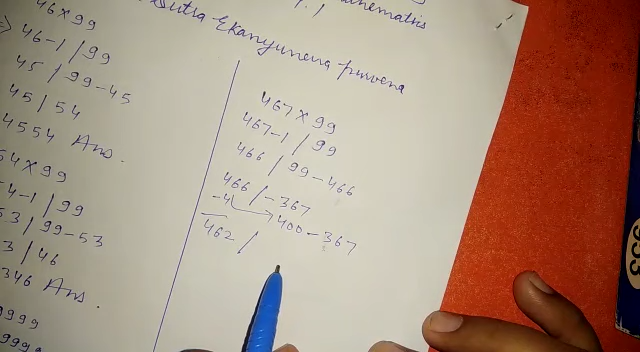 Mathematics
Sutra - Ekanyunena purvena
46×99
46-1/99
45/99-45
45/54
4554 Ans.
54×99
4-1/99
53/99-53
3/46
346 Ans.
9999
467×99
467-1/99
466/99-466
466/-367
-4 → 400-367
462/